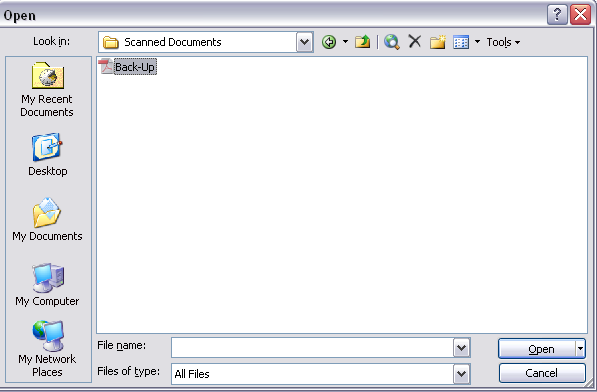 Open
Look in:
Scanned Documents
Tools
Back-Up
My Recent
Documents
Desktop
My Documents
My Computer
My Network
Places
File name:
Open
Files of type:
All Files
Cancel